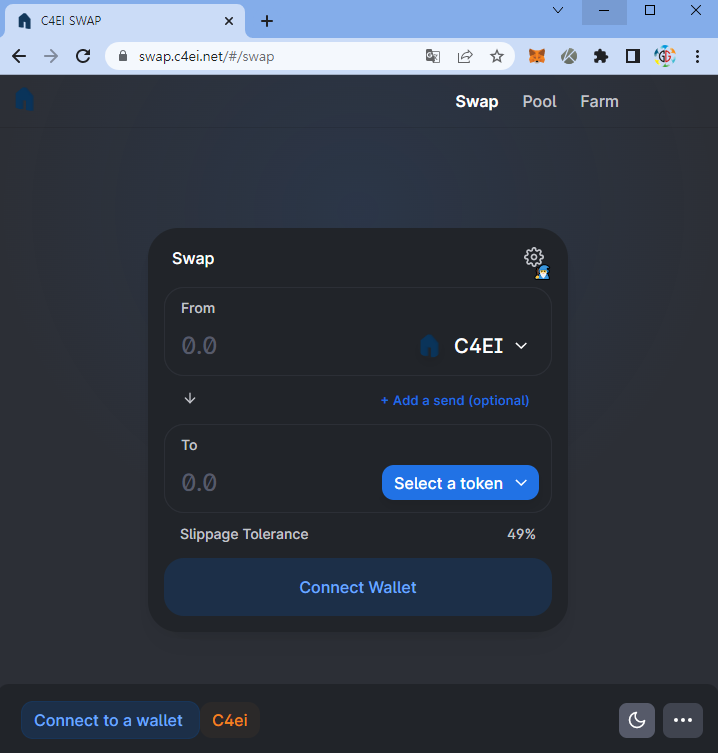 C4EI SWAP
swap.c4ei.net/#/swap
Swap Pool Farm
Swap
From
0.0 C4EI
+ Add a send (optional)
To
0.0 Select a token
Slippage Tolerance 49%
Connect Wallet
Connect to a wallet C4ei